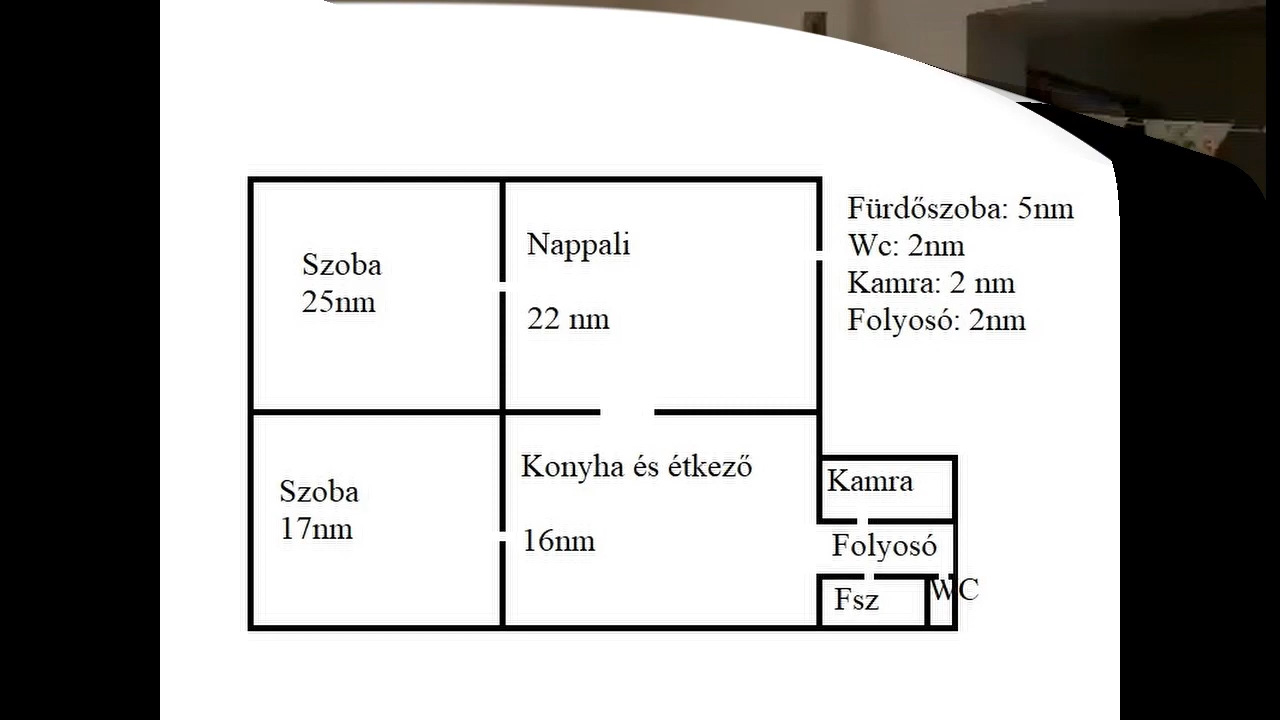 Szoba
25nm
Nappali
22 nm
Fürdőszoba: 5nm
Wc: 2nm
Kamra: 2 nm
Folyosó: 2nm
Szoba
17nm
Konyha és étkező
16nm
Kamra
Folyosó
Fsz
WC